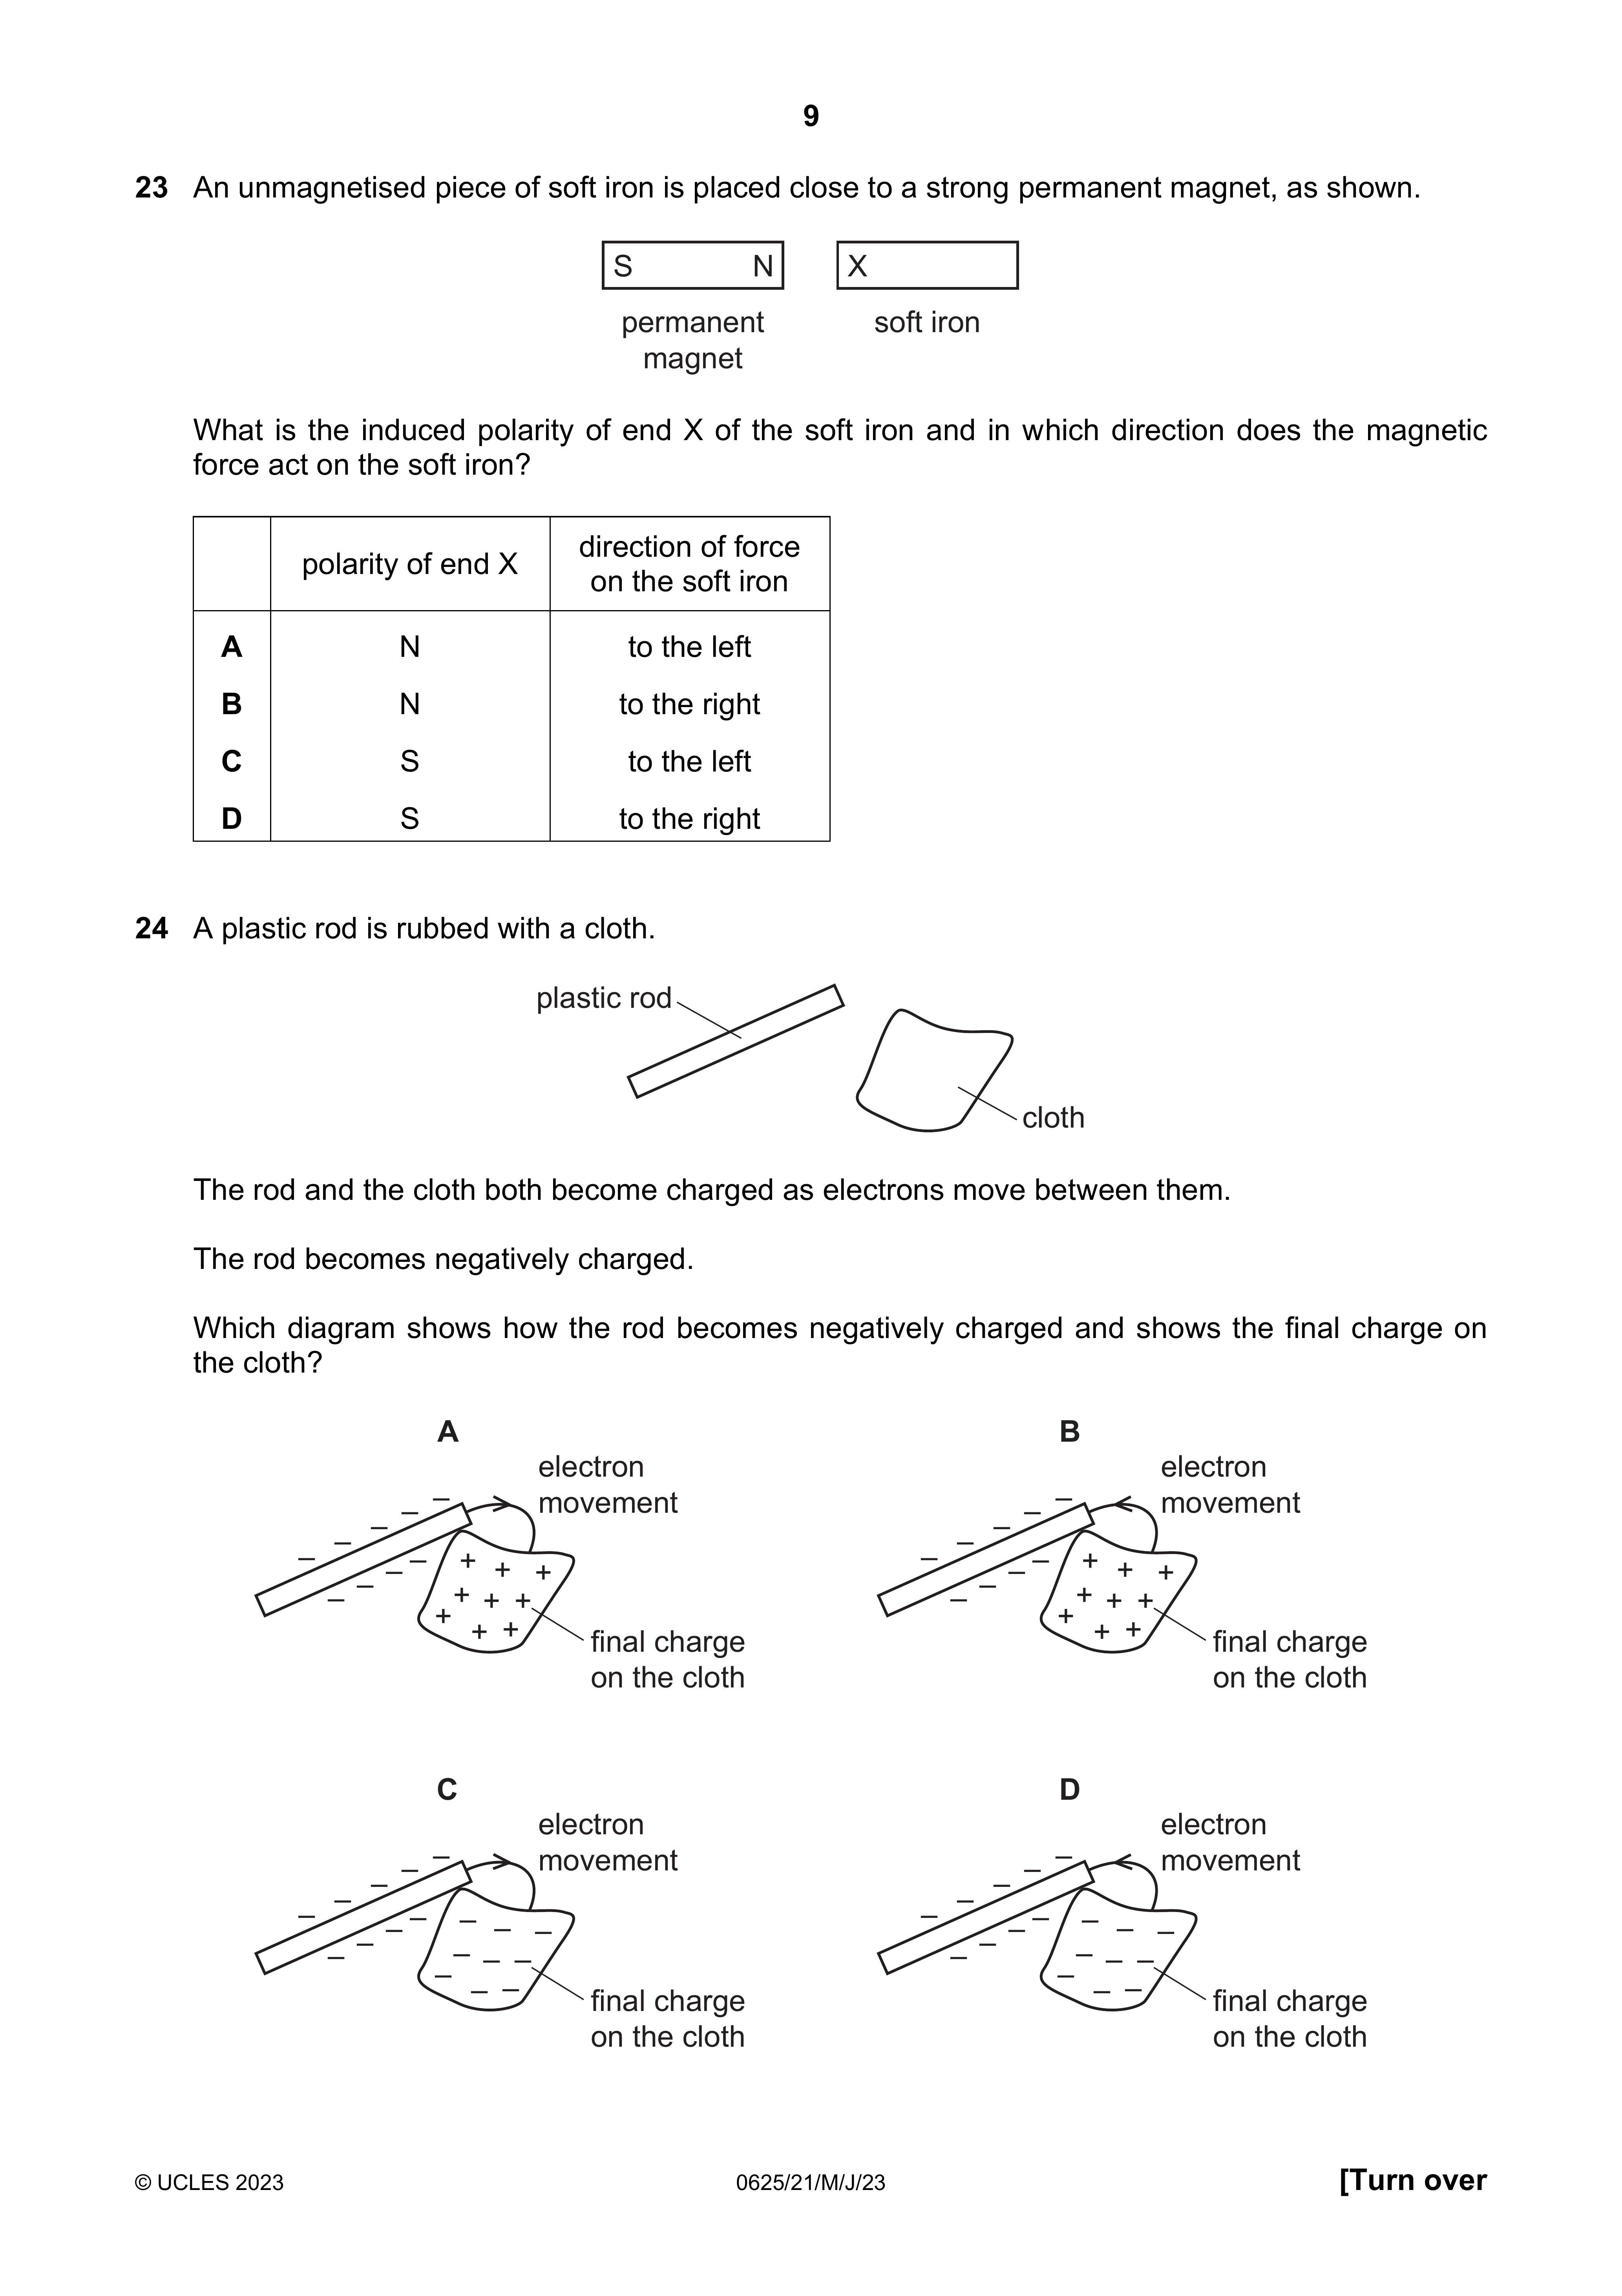 9
23 An unmagnetised piece of soft iron is placed close to a strong permanent magnet, as shown.
S N X
permanent magnet
soft iron
What is the induced polarity of end X of the soft iron and in which direction does the magnetic
force act on the soft iron?
polarity of end X
direction of force
on the soft iron
A N to the left
B N to the right
C S to the left
D S to the right
24 A plastic rod is rubbed with a cloth.
plastic rod
cloth
The rod and the cloth both become charged as electrons move between them.
The rod becomes negatively charged.
Which diagram shows how the rod becomes negatively charged and shows the final charge on
the cloth?
A
electron
movement
– – – – –
– – – –
+ + +
+ + +
+ + +
final charge
on the cloth
B
electron
movement
– – – – –
– – – –
+ + +
+ + +
+ + +
final charge
on the cloth
C
electron
movement
– – – – –
– – – –
– – –
– – –
– – –
final charge
on the cloth
D
electron
movement
– – – – –
– – – –
– – –
– – –
– – –
final charge
on the cloth
© UCLES 2023 0625/21/M/J/23 [Turn over